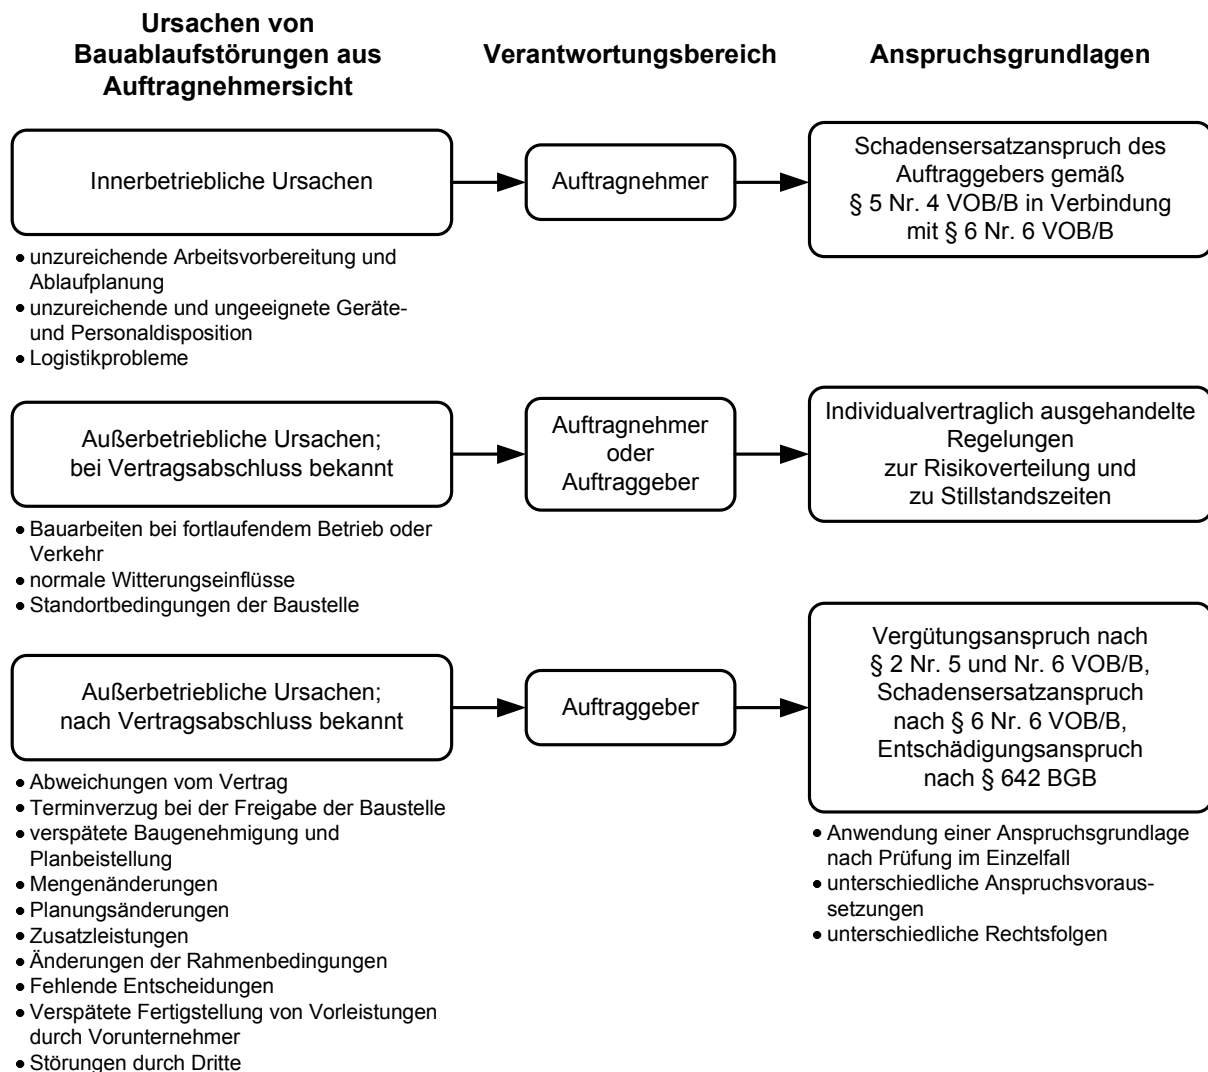 Ursachen von
Bauablaufstörungen aus
Auftragnehmersicht
Verantwortungsbereich
Anspruchsgrundlagen
Innerbetriebliche Ursachen
Auftragnehmer
Schadensersatzanspruch des
Auftraggebers gemäß
§ 5 Nr. 4 VOB/B in Verbindung
mit § 6 Nr. 6 VOB/B
• unzureichende Arbeitsvorbereitung und
Ablaufplanung
• unzureichende und ungeeignete Geräte-
und Personaldisposition
• Logistikprobleme
Außerbetriebliche Ursachen;
bei Vertragsabschluss bekannt
Auftragnehmer
oder
Auftraggeber
Individualvertraglich ausgehandelte
Regelungen
zur Risikoverteilung und
zu Stillstandszeiten
• Bauarbeiten bei fortlaufendem Betrieb oder
Verkehr
• normale Witterungseinflüsse
• Standortbedingungen der Baustelle
Außerbetriebliche Ursachen;
nach Vertragsabschluss bekannt
Auftraggeber
Vergütungsanspruch nach
§ 2 Nr. 5 und Nr. 6 VOB/B,
Schadensersatzanspruch
nach § 6 Nr. 6 VOB/B,
Entschädigungsanspruch
nach § 642 BGB
• Abweichungen vom Vertrag
• Terminverzug bei der Freigabe der Baustelle
• verspätete Baugenehmigung und
Planbeistellung
• Mengenänderungen
• Planungsänderungen
• Zusatzleistungen
• Änderungen der Rahmenbedingungen
• Fehlende Entscheidungen
• Verspätete Fertigstellung von Vorleistungen
durch Vorunternehmer
• Störungen durch Dritte
• Anwendung einer Anspruchsgrundlage
nach Prüfung im Einzelfall
• unterschiedliche Anspruchsvoraus-
setzungen
• unterschiedliche Rechtsfolgen